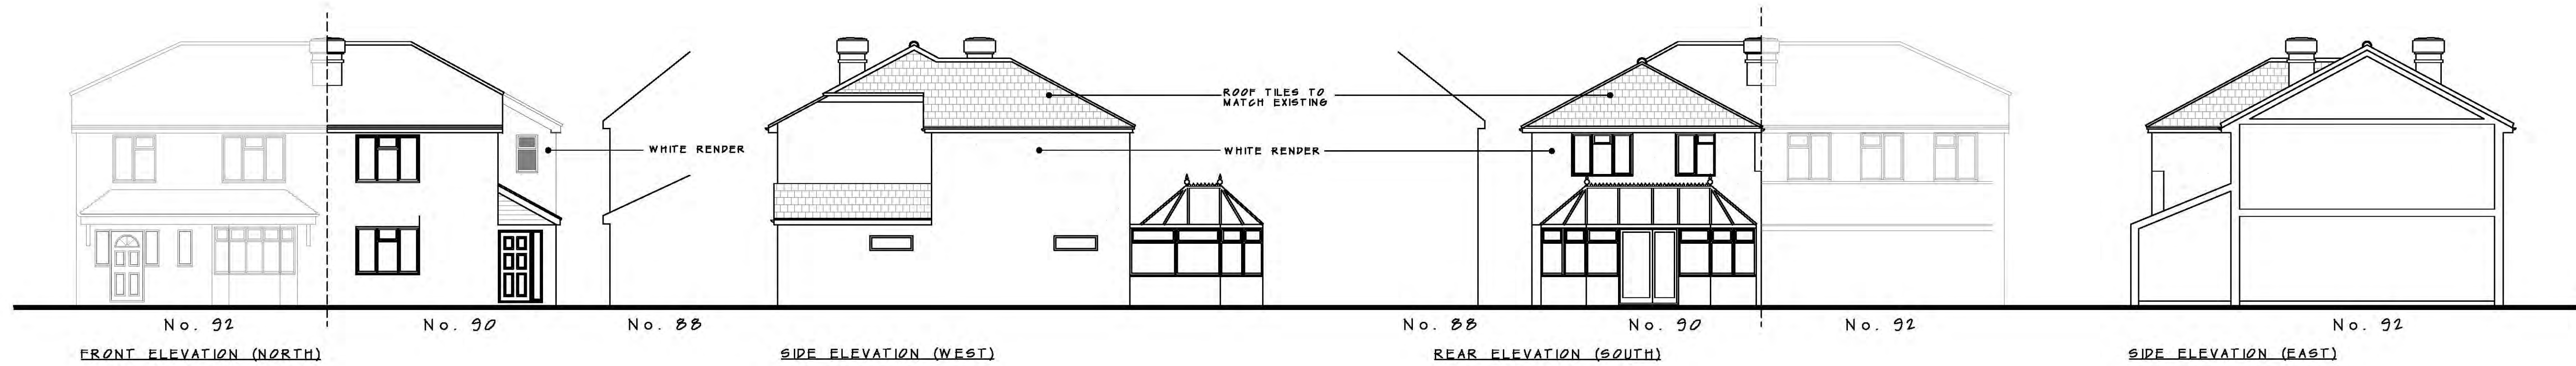 ROOF TILES TO
MATCH EXISTING
WHITE RENDER
WHITE RENDER
No. 92
No. 90
No. 88
No. 88
No. 90
No. 92
No. 92
FRONT ELEVATION (NORTH)
SIDE ELEVATION (WEST)
REAR ELEVATION (SOUTH)
SIDE ELEVATION (EAST)